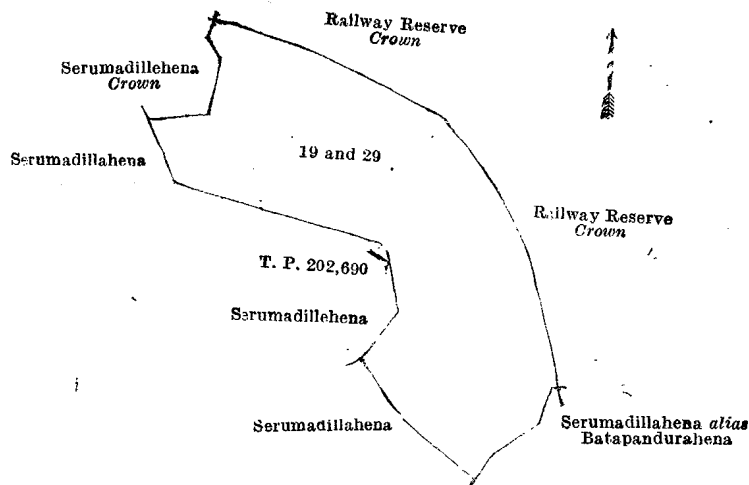 Railway Reserve
Crown
Serumadillehena
Crown
Serumadillahena
19 and 29
Railway Reserve
Crown
T. P. 202,690
Serumadillehena
Serumadillahena
Serumadillahena alias
Batapandurahena